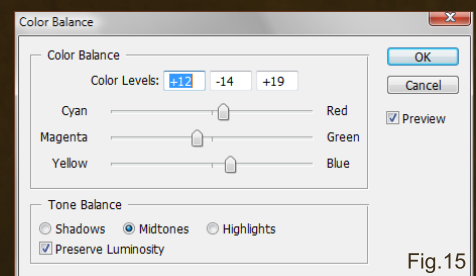 Color Balance
Color Balance
OK
Color Levels: +12 -14 +19
Cancel
Cyan Red
Preview
Magenta Green
Yellow Blue
Tone Balance
Shadows Midtones Highlights
Preserve Luminosity
Fig.15